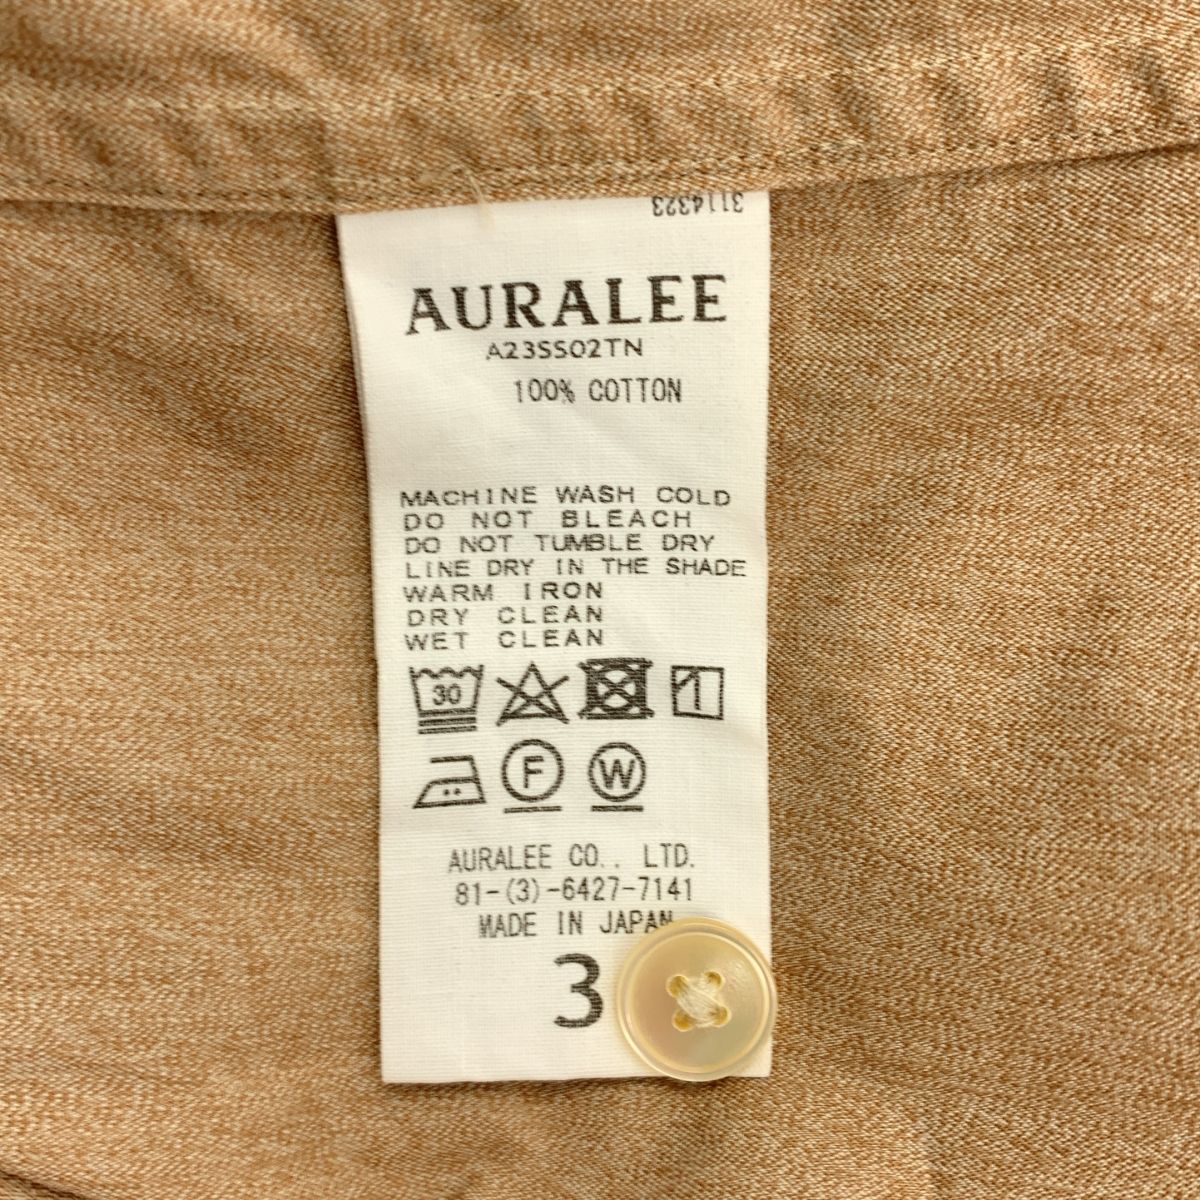 3114323
AURALEE
A23SS02TN
100% COTTON
MACHINE WASH COLD
DO NOT BLEACH
DO NOT TUMBLE DRY
LINE DRY IN THE SHADE
WARM IRON
DRY CLEAN
WET CLEAN
30
F W
AURALEE CO., LTD.
81-(3)-6427-7141
MADE IN JAPAN
3